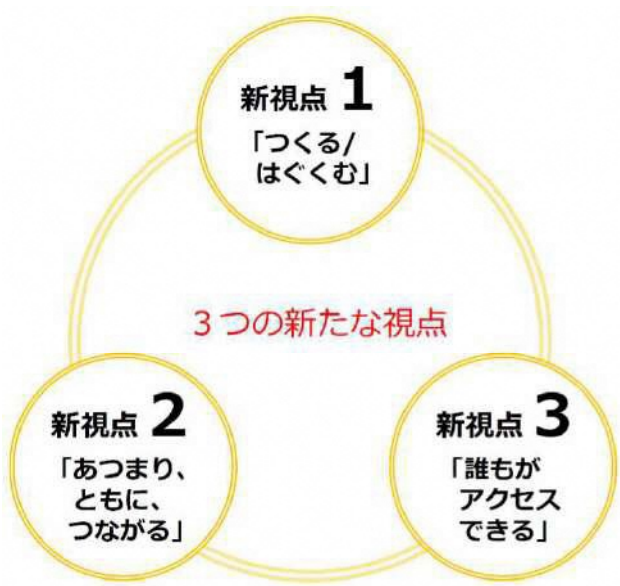 新視点 1
「つくる/
はぐくむ」
3つの新たな視点
新視点 2
「あつまり、
ともに、
つながる」
新視点 3
「誰もが
アクセス
できる」